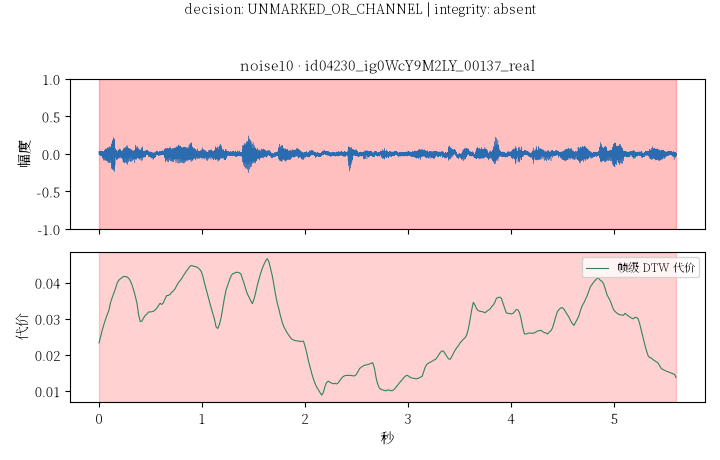 decision: UNMARKED_OR_CHANNEL | integrity: absent
noise10 · id04230_ig0WcY9M2LY_00137_real
1.0
0.5
0.0
-0.5
-1.0
幅度
帧级 DTW 代价
0.04
0.03
0.02
0.01
代价
0 1 2 3 4 5
秒